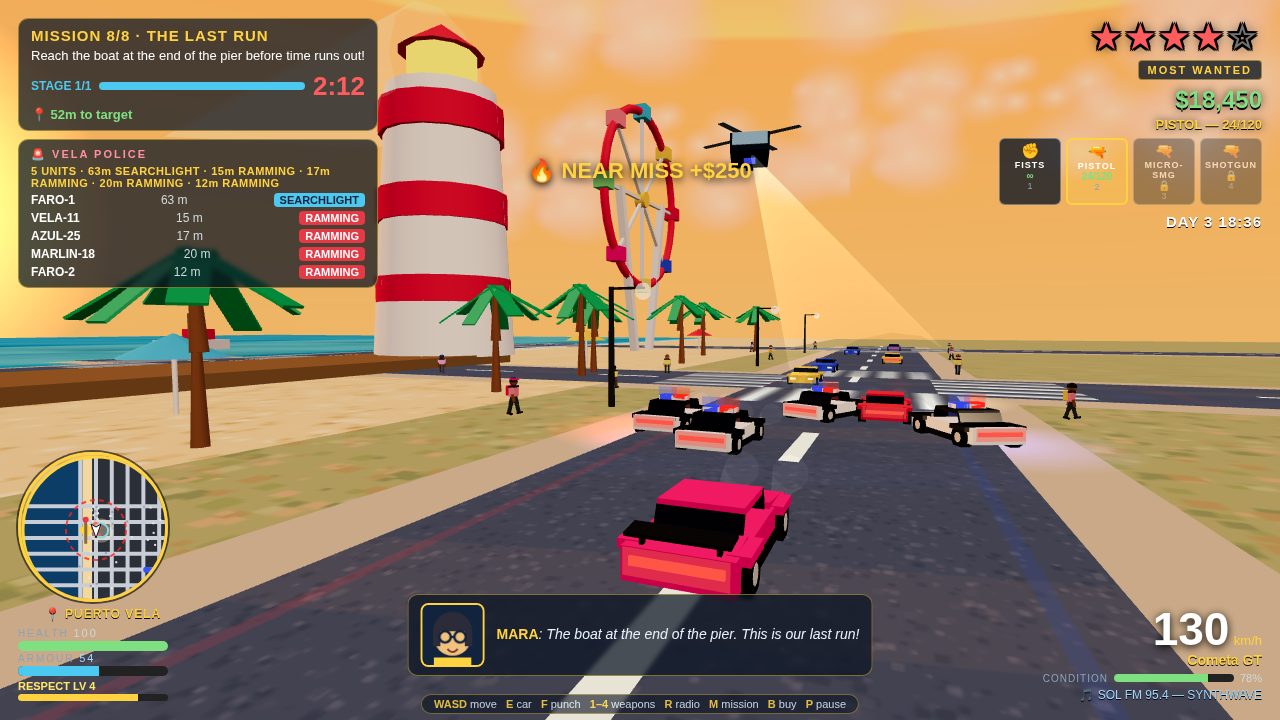 MISSION 8/8 · THE LAST RUN
Reach the boat at the end of the pier before time runs out!
STAGE 1/1 2:12
📍 52m to target
🚨 VELA POLICE
5 UNITS · 63m SEARCHLIGHT · 15m RAMMING · 17m
RAMMING · 20m RAMMING · 12m RAMMING
FARO-1 63 m SEARCHLIGHT
VELA-11 15 m RAMMING
AZUL-25 17 m RAMMING
MARLIN-18 20 m RAMMING
FARO-2 12 m RAMMING
🔥 NEAR MISS +$250
MOST WANTED
$18,450
PISTOL — 24/120
FISTS
∞
1
PISTOL
24/120
2
MICRO-
SMG
3
SHOTGUN
4
DAY 3 18:36
📍 PUERTO VELA
HEALTH 100
ARMOUR 54
RESPECT LV 4
MARA: The boat at the end of the pier. This is our last run!
WASD move E car F punch 1–4 weapons R radio M mission B buy P pause
130 km/h
Cometa GT
CONDITION 78%
🎵 SOL FM 95.4 — SYNTHWAVE